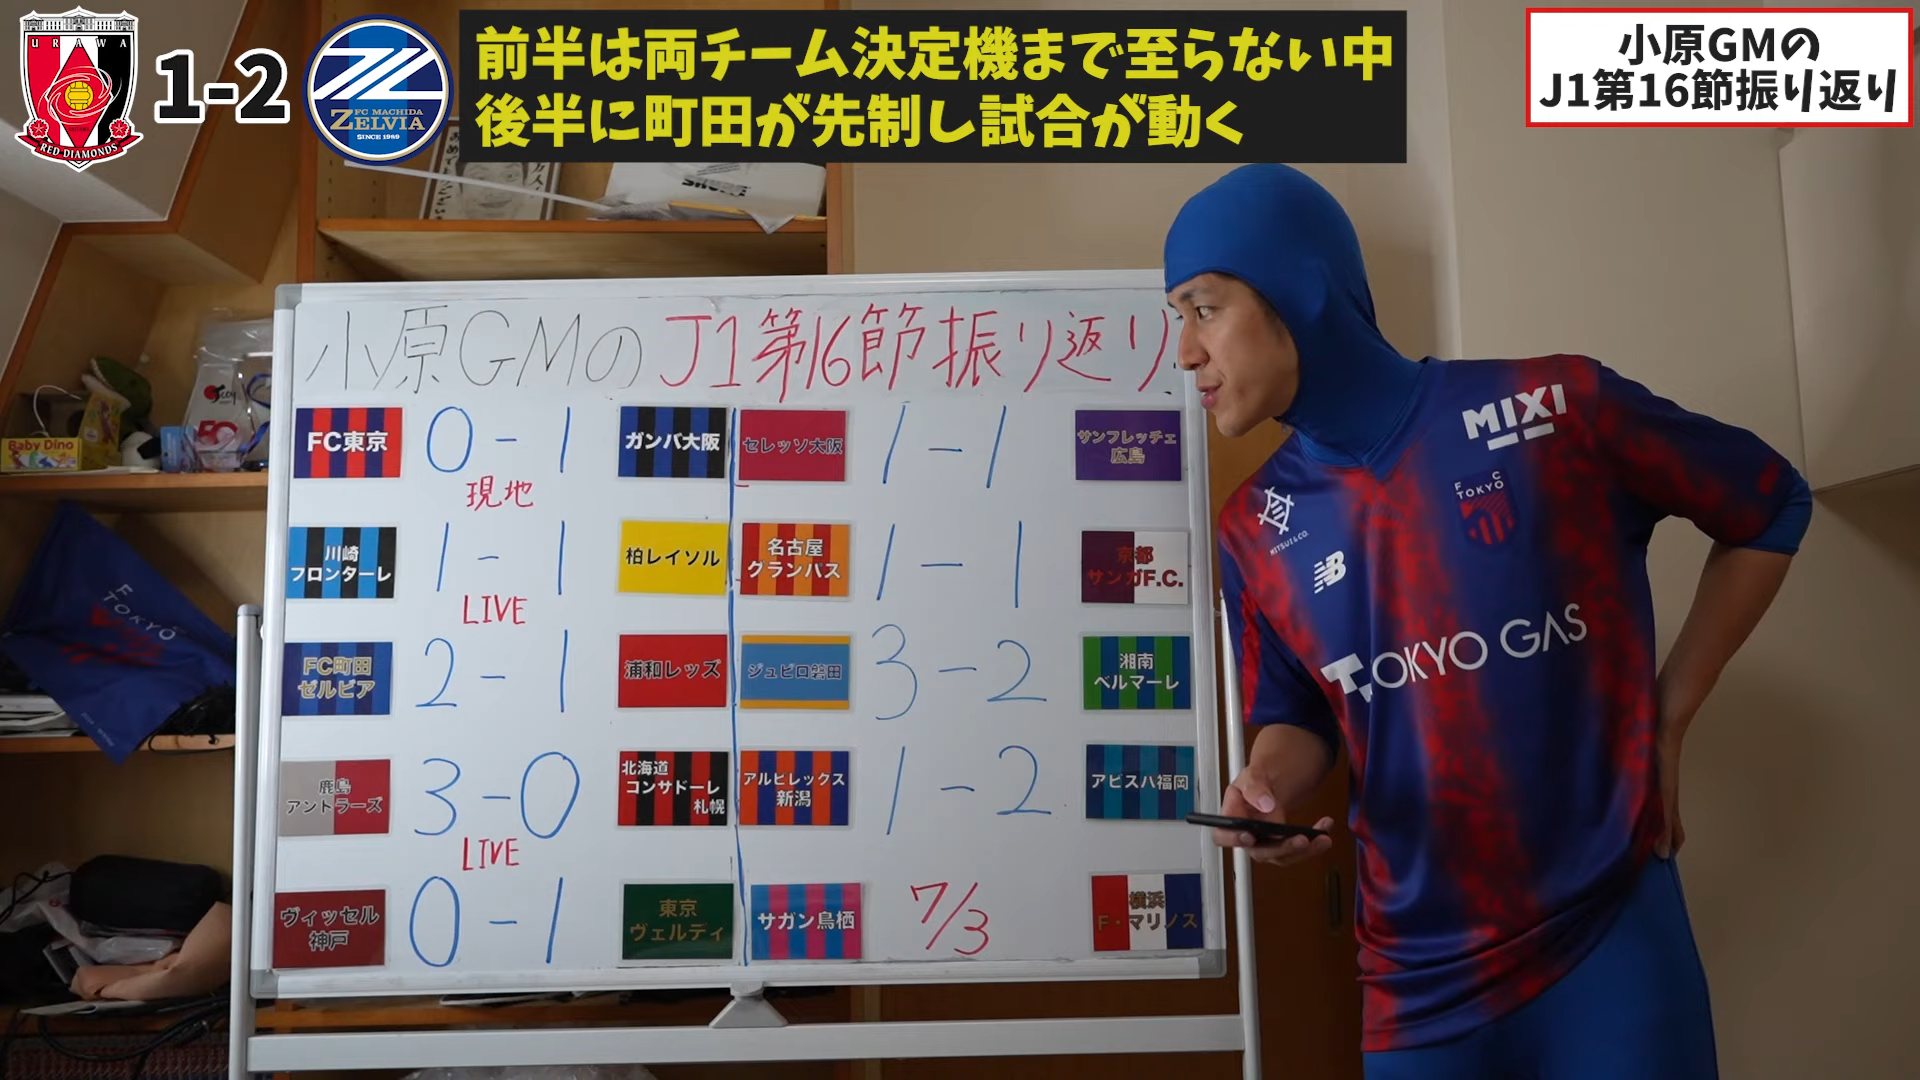 URAWA
RED DIAMONDS
1-2
FC MACHIDA
ZELVIA
SINCE 1989
前半は両チーム決定機まで至らない中
後半に町田が先制し試合が動く
小原GMの
J1第16節振り返り
小原GMのJ1第16節振り返り
FC東京 0-1 ガンバ大阪
現地
セレッソ大阪 1-1 サンフレッチェ
広島
川崎
フロンターレ 1-1 柏レイソル
LIVE
名古屋
グランパス 1-1 京都
サンガF.C.
FC町田
ゼルビア 2-1 浦和レッズ
ジュビロ磐田 3-2 湘南
ベルマーレ
鹿島
アントラーズ 3-0 北海道
コンサドーレ
札幌
LIVE
アルビレックス
新潟 1-2 アビスパ福岡
ヴィッセル
神戸 0-1 東京
ヴェルディ
サガン鳥栖 7/3 横浜
F・マリノス
MIXI
FC
TOKYO
MITSUI & CO.
NB
TOKYO GAS
Baby Dino
FC
TOKYO